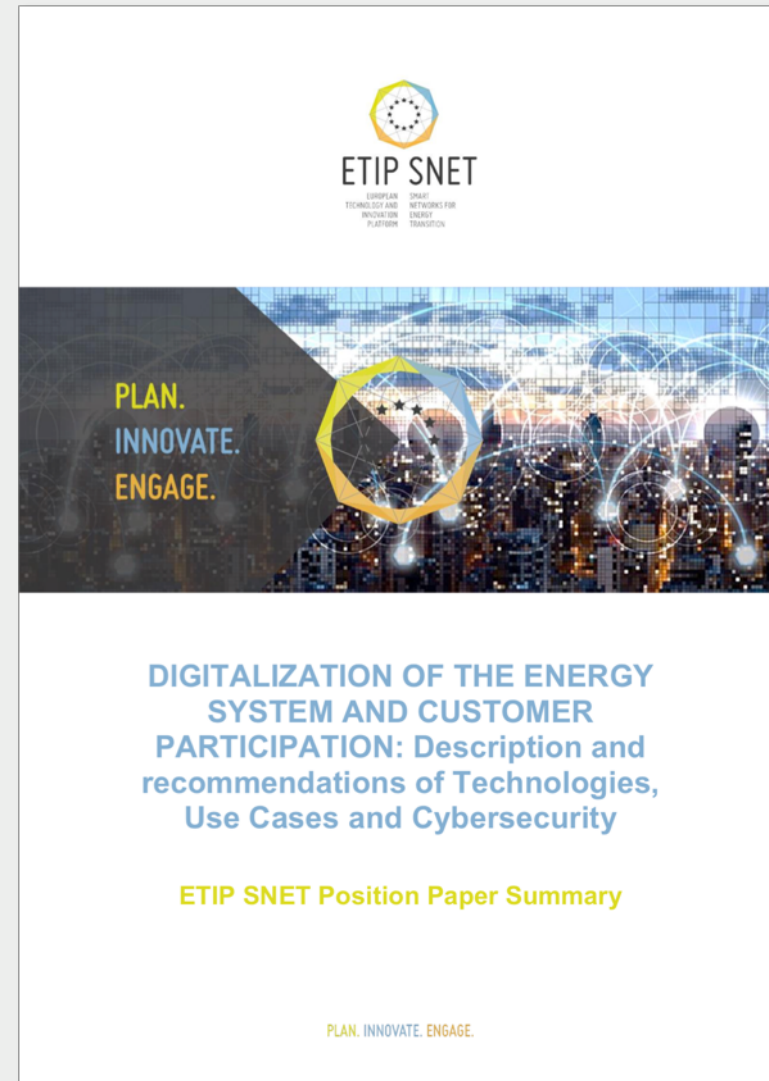 ETIP SNET
EUROPEAN
TECHNOLOGY AND
INNOVATION
PLATFORM
SMART
NETWORKS FOR
ENERGY
TRANSITION
PLAN.
INNOVATE.
ENGAGE.
DIGITALIZATION OF THE ENERGY
SYSTEM AND CUSTOMER
PARTICIPATION: Description and
recommendations of Technologies,
Use Cases and Cybersecurity
ETIP SNET Position Paper Summary
PLAN. INNOVATE. ENGAGE.